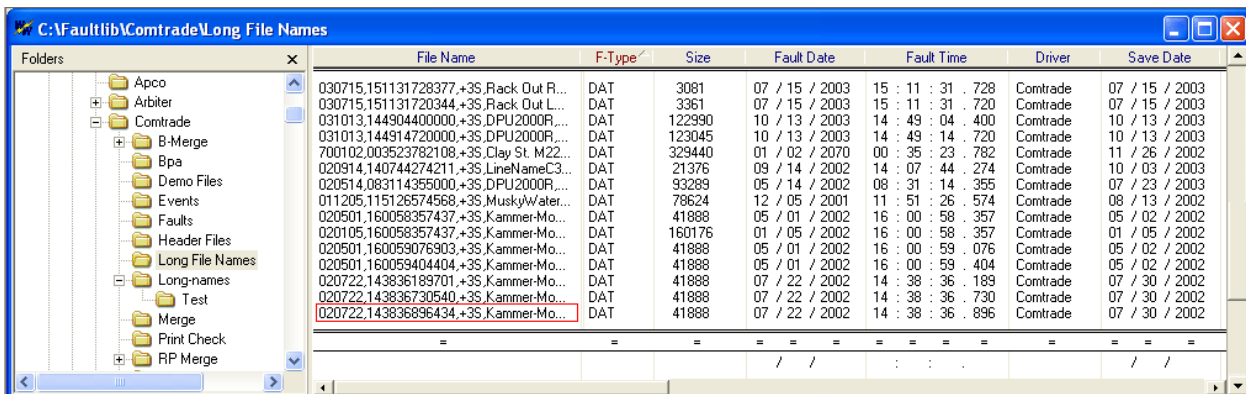 C:\Faultlib\Comtrade\Long File Names
Folders x
Apco
Arbiter
Comtrade
B-Merge
Bpa
Demo Files
Events
Faults
Header Files
Long File Names
Long-names
Test
Merge
Print Check
RP Merge
File Name F-Type Size Fault Date Fault Time Driver Save Date
030715,151131728377,+3S,Rack Out R... DAT 3081 07 / 15 / 2003 15 : 11 : 31 . 728 Comtrade 07 / 15 / 2003
030715,151131720344,+3S,Rack Out L... DAT 3361 07 / 15 / 2003 15 : 11 : 31 . 720 Comtrade 07 / 15 / 2003
031013,144904400000,+3S,DPU2000R,... DAT 122990 10 / 13 / 2003 14 : 49 : 04 . 400 Comtrade 10 / 13 / 2003
031013,144914720000,+3S,DPU2000R,... DAT 123045 10 / 13 / 2003 14 : 49 : 14 . 720 Comtrade 10 / 13 / 2003
700102,003523782108,+3S,Clay St. M22... DAT 329440 01 / 02 / 2070 00 : 35 : 23 . 782 Comtrade 11 / 26 / 2002
020914,140744274211,+3S,LineNameC3... DAT 21376 09 / 14 / 2002 14 : 07 : 44 . 274 Comtrade 10 / 03 / 2003
020514,083114355000,+3S,DPU2000R,... DAT 93289 05 / 14 / 2002 08 : 31 : 14 . 355 Comtrade 07 / 23 / 2003
011205,115126574568,+3S,MuskyWater... DAT 78624 12 / 05 / 2001 11 : 51 : 26 . 574 Comtrade 08 / 13 / 2002
020501,160058357437,+3S,Kammer-Mo... DAT 41888 05 / 01 / 2002 16 : 00 : 58 . 357 Comtrade 05 / 02 / 2002
020105,160058357437,+3S,Kammer-Mo... DAT 160176 01 / 05 / 2002 16 : 00 : 58 . 357 Comtrade 01 / 05 / 2002
020501,160059076903,+3S,Kammer-Mo... DAT 41888 05 / 01 / 2002 16 : 00 : 59 . 076 Comtrade 05 / 02 / 2002
020501,160059404404,+3S,Kammer-Mo... DAT 41888 05 / 01 / 2002 16 : 00 : 59 . 404 Comtrade 05 / 02 / 2002
020722,143836189701,+3S,Kammer-Mo... DAT 41888 07 / 22 / 2002 14 : 38 : 36 . 189 Comtrade 07 / 30 / 2002
020722,143836730540,+3S,Kammer-Mo... DAT 41888 07 / 22 / 2002 14 : 38 : 36 . 730 Comtrade 07 / 30 / 2002
020722,143836896434,+3S,Kammer-Mo... DAT 41888 07 / 22 / 2002 14 : 38 : 36 . 896 Comtrade 07 / 30 / 2002
= = = = = = = = = = = = = =
/ / : : . / /